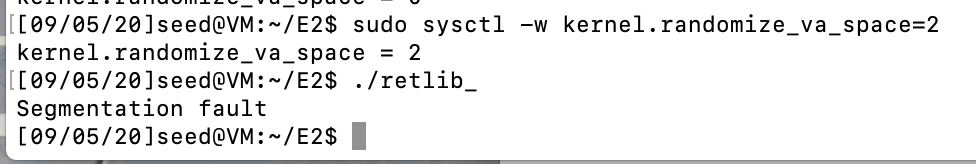 kernel.randomize_va_space = 0
[[09/05/20]seed@VM:~/E2$ sudo sysctl -w kernel.randomize_va_space=2
kernel.randomize_va_space = 2
[[09/05/20]seed@VM:~/E2$ ./retlib_
Segmentation fault
[09/05/20]seed@VM:~/E2$